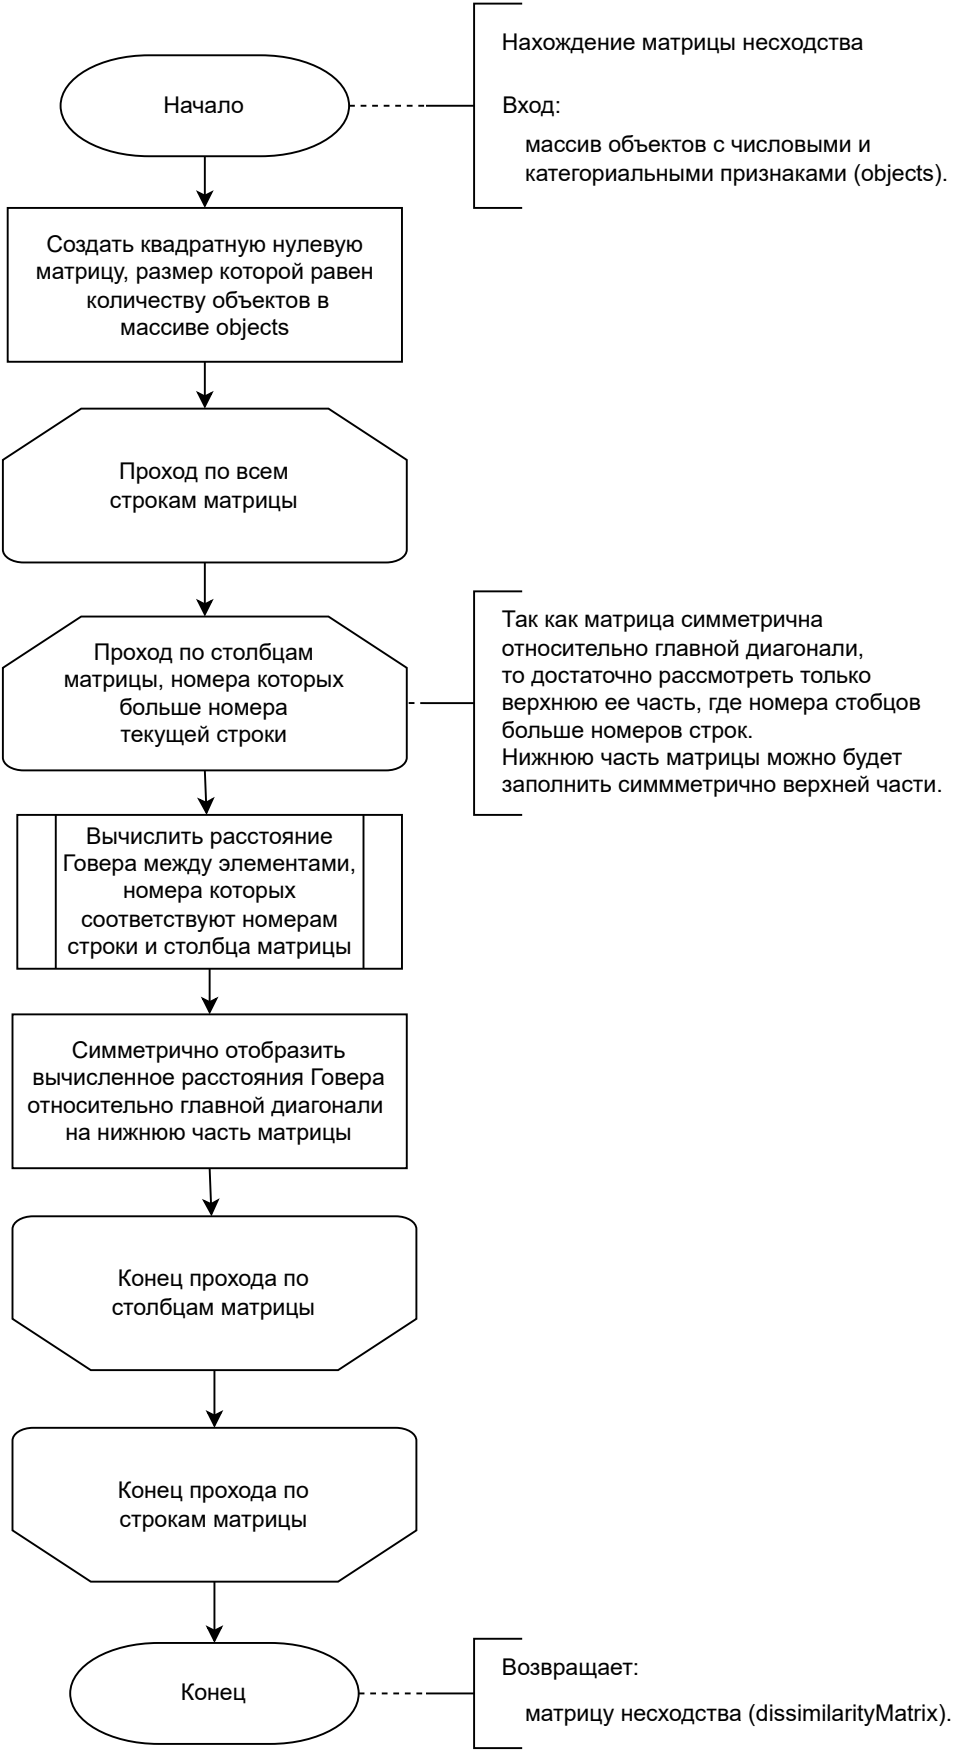 Нахождение матрицы несходства
Начало
Вход:
массив объектов с числовыми и
категориальными признаками (objects).
Создать квадратную нулевую
матрицу, размер которой равен
количеству объектов в
массиве objects
Проход по всем
строкам матрицы
Проход по столбцам
матрицы, номера которых
больше номера
текущей строки
Так как матрица симметрична
относительно главной диагонали,
то достаточно рассмотреть только
верхнюю ее часть, где номера стобцов
больше номеров строк.
Нижнюю часть матрицы можно будет
заполнить симмметрично верхней части.
Вычислить расстояние
Говера между элементами,
номера которых
соответствуют номерам
строки и столбца матрицы
Симметрично отобразить
вычисленное расстояния Говера
относительно главной диагонали
на нижнюю часть матрицы
Конец прохода по
столбцам матрицы
Конец прохода по
строкам матрицы
Конец
Возвращает:
матрицу несходства (dissimilarityMatrix).